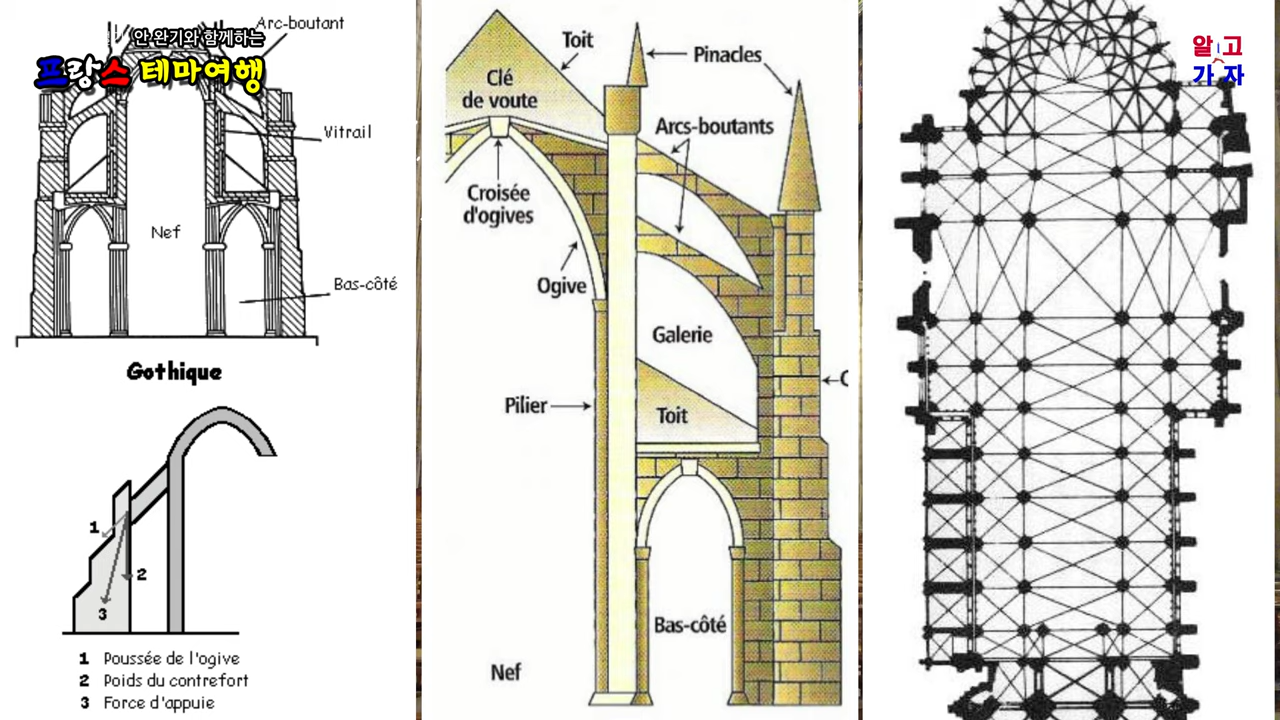 안 완기와 함께하는
프랑스 테마여행
Arc-boutant
Vitrail
Nef
Bas-côté
Gothique
1
2
3
1 Poussée de l'ogive
2 Poids du contrefort
3 Force d'appuie
Toit
Pinacles
Clé
de voute
Arcs-boutants
Croisée
d'ogives
Ogive
Galerie
Pilier
Toit
Bas-côté
Nef
알고
가자